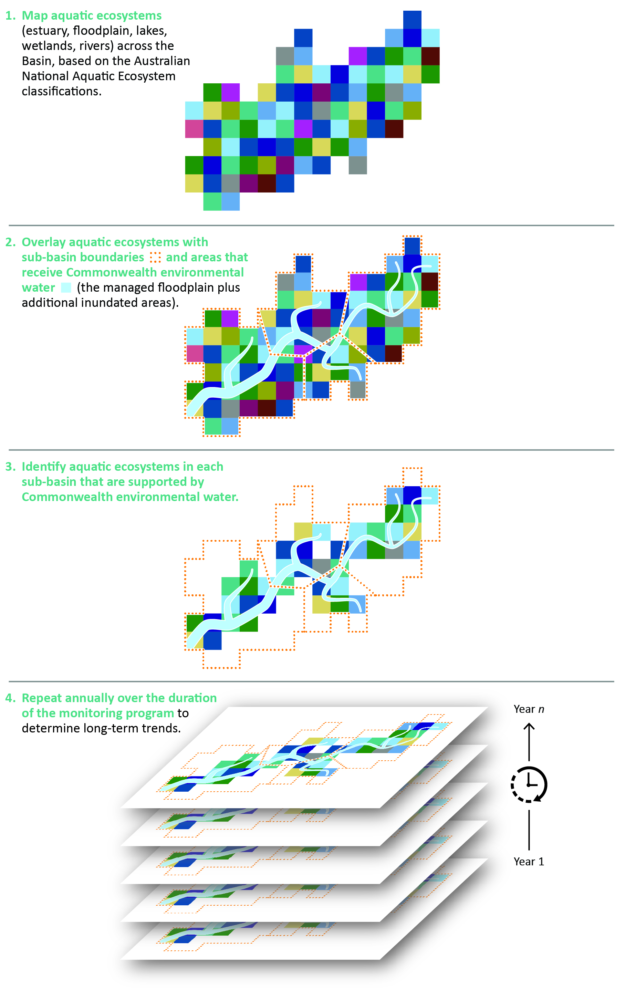 1. Map aquatic ecosystems
(estuary, floodplain, lakes,
wetlands, rivers) across the
Basin, based on the Australian
National Aquatic Ecosystem
classifications.
2. Overlay aquatic ecosystems with
sub-basin boundaries and areas that
receive Commonwealth environmental
water (the managed floodplain plus
additional inundated areas).
3. Identify aquatic ecosystems in each
sub-basin that are supported by
Commonwealth environmental water.
4. Repeat annually over the duration
of the monitoring program to
determine long-term trends.
Year n
Year 1